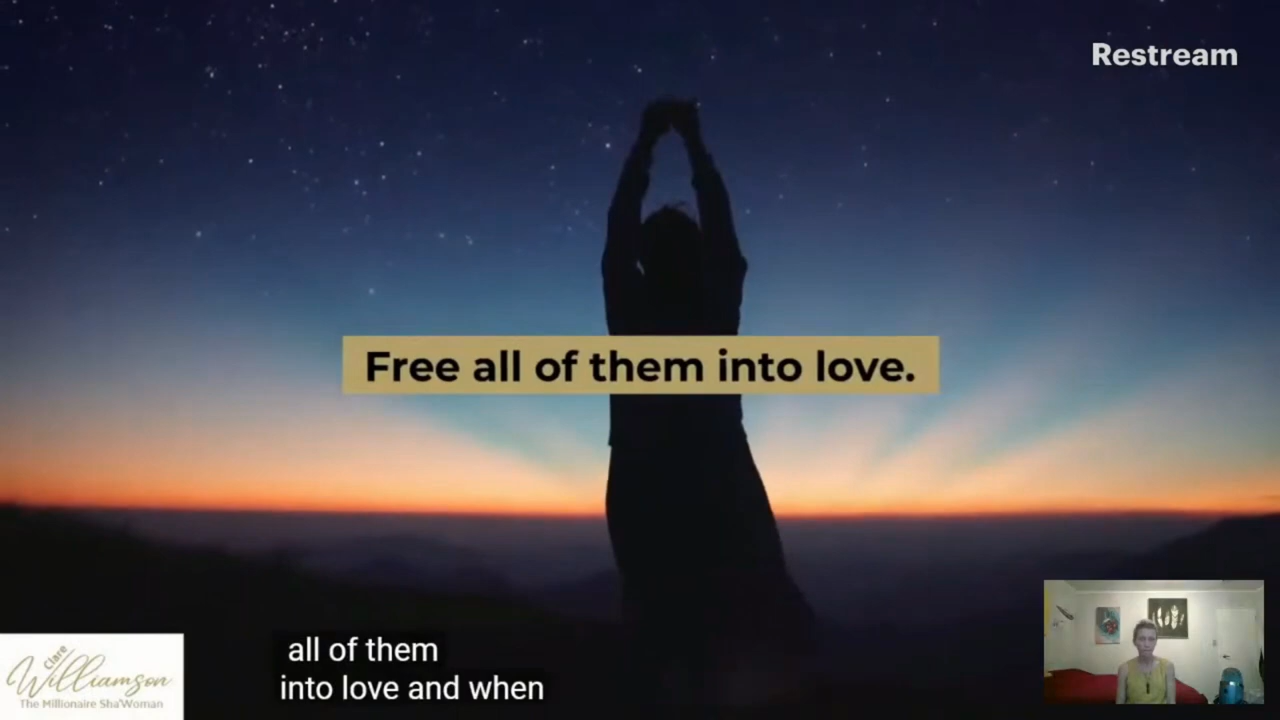 Restream
Free all of them into love.
all of them
into love and when
Clare
Williamson
The Millionaire Sha'Woman